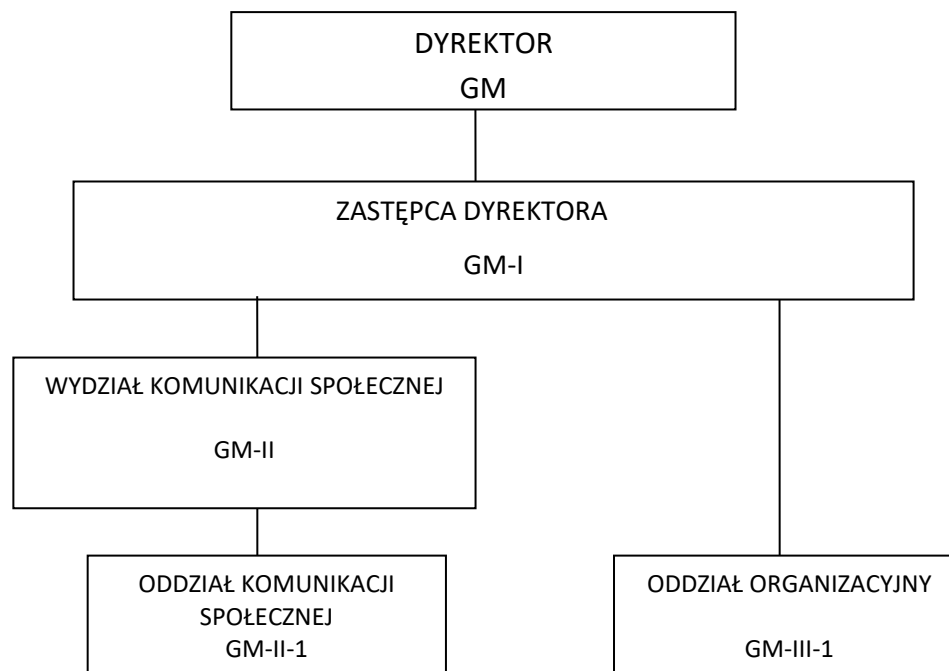 DYREKTOR
GM
ZASTĘPCA DYREKTORA
GM-I
WYDZIAŁ KOMUNIKACJI SPOŁECZNEJ
GM-II
ODDZIAŁ KOMUNIKACJI
SPOŁECZNEJ
GM-II-1
ODDZIAŁ ORGANIZACYJNY
GM-III-1